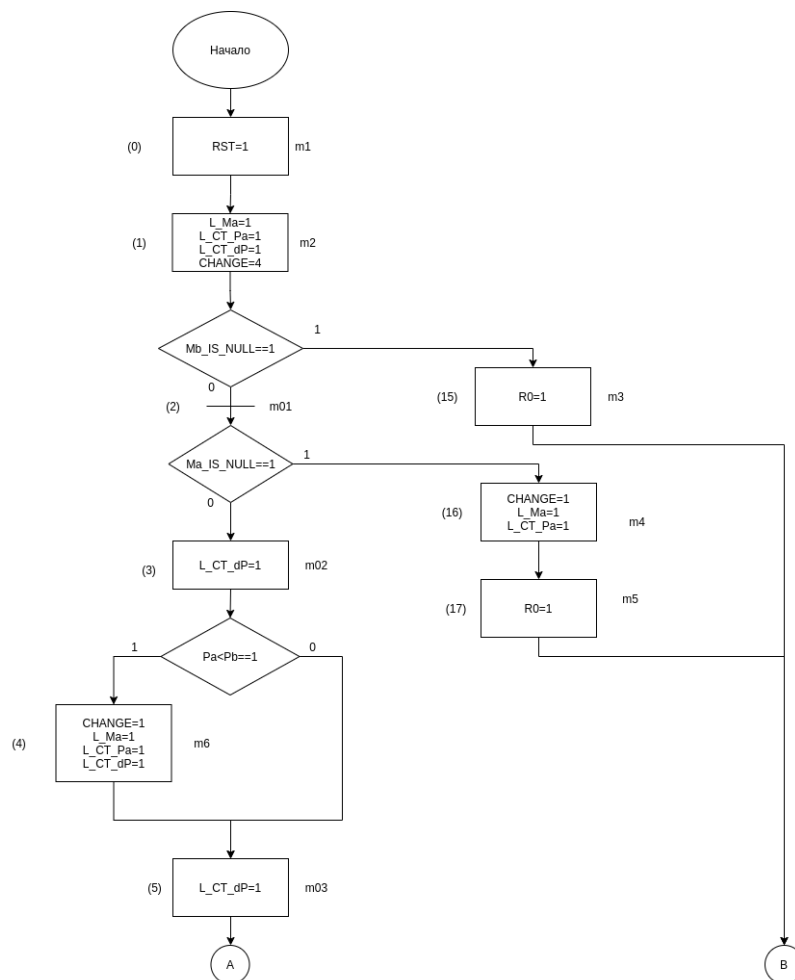 Начало
(0)
RST=1
m1
(1)
L_Ma=1
L_CT_Pa=1
L_CT_dP=1
CHANGE=4
m2
Mb_IS_NULL==1
1
0
(2)
m01
(15)
R0=1
m3
Ma_IS_NULL==1
1
0
(16)
CHANGE=1
L_Ma=1
L_CT_Pa=1
m4
(3)
L_CT_dP=1
m02
(17)
R0=1
m5
1
Pa<Pb==1
0
(4)
CHANGE=1
L_Ma=1
L_CT_Pa=1
L_CT_dP=1
m6
(5)
L_CT_dP=1
m03
A
B